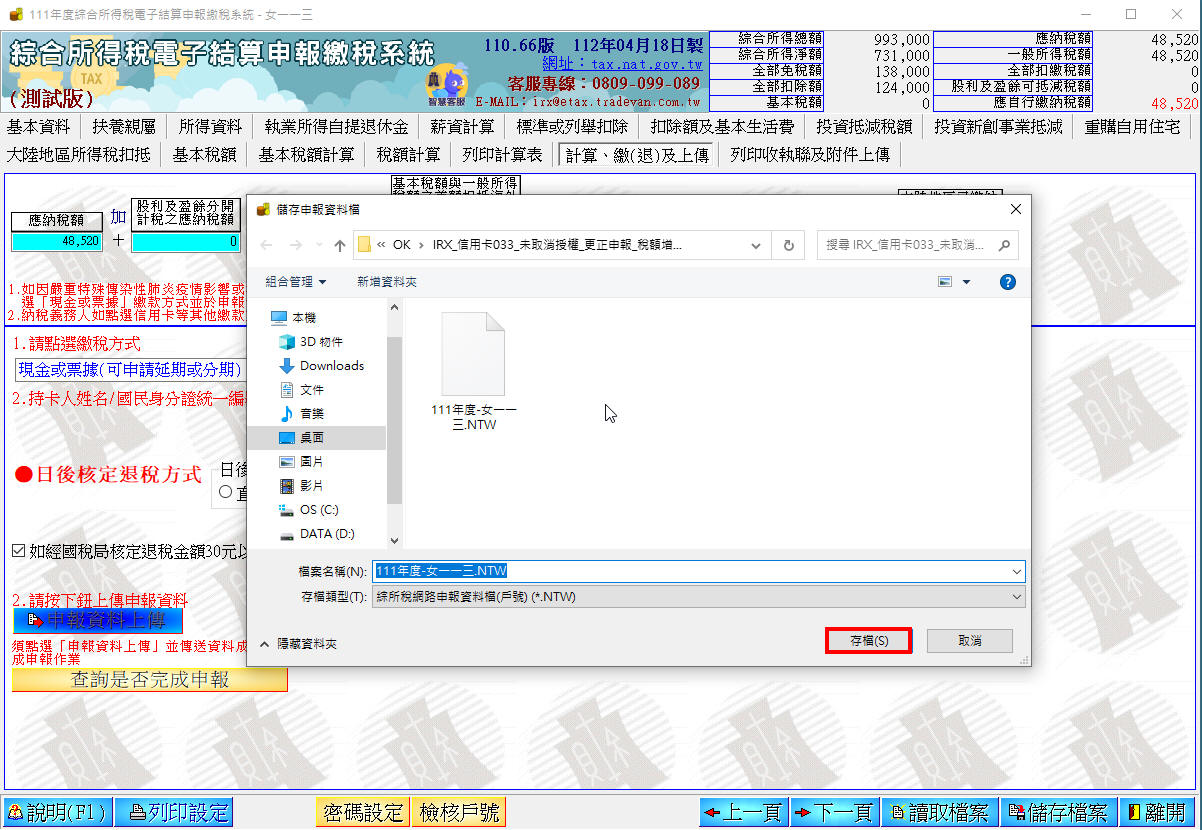 111年度綜合所得稅電子結算申報繳稅系統 - 女一一三
綜合所得稅電子結算申報繳稅系統
(測試版)
TAX
智慧客服
110.66版 112年04月18日製
網址：tax.nat.gov.tw
客服專線：0809-099-089
E-MAIL：irx@etax.tradevan.com.tw
綜合所得總額 993,000 應納稅額 48,520
綜合所得淨額 731,000 一般所得稅額 48,520
全部免稅額 138,000 全部扣繳稅額 0
全部扣除額 124,000 股利及盈餘可抵減稅額 0
基本稅額 0 應自行繳納稅額 48,520
基本資料 扶養親屬 所得資料 執業所得自提退休金 薪資計算 標準或列舉扣除 扣除額及基本生活費 投資抵減稅額 投資新創事業抵減 重購自用住宅
大陸地區所得稅扣抵 基本稅額 基本稅額計算 稅額計算 列印計算表 計算、繳(退)及上傳 列印收執聯及附件上傳
基本稅額與一般所得
應納稅額 加 股利及盈餘分開
計稅之應納稅額
48,520 + 0
1.如因嚴重特殊傳染性肺炎疫情影響或
選「現金或票據」繳款方式並於申報
2.納稅義務人如點選信用卡等其他繳款
1.請點選繳稅方式
現金或票據(可申請延期或分期)
2.持卡人姓名/國民身分證統一編
●日後核定退稅方式
日後
直
如經國稅局核定退稅金額30元以
2.請按下鈕上傳申報資料
申報資料上傳
須點選「申報資料上傳」並傳送資料成
成申報作業
查詢是否完成申報
儲存申報資料檔
« OK › IRX_信用卡033_未取消授權_更正申報_稅額增...
搜尋 IRX_信用卡033_未取消...
組合管理 新增資料夾
本機
3D 物件
Downloads
文件
音樂
桌面
圖片
影片
OS (C:)
DATA (D:)
111年度-女一一
三.NTW
檔案名稱(N): 111年度-女一一三.NTW
存檔類型(T): 綜所稅網路申報資料檔(戶號) (*.NTW)
隱藏資料夾 存檔(S) 取消
說明(F1) 列印設定 密碼設定 檢核戶號 上一頁 下一頁 讀取檔案 儲存檔案 離開